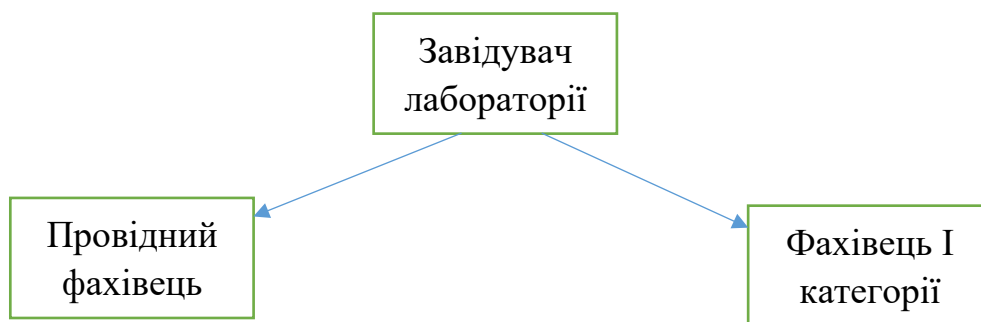 Завідувач
лабораторії
Провідний
фахівець
Фахівець І
категорії